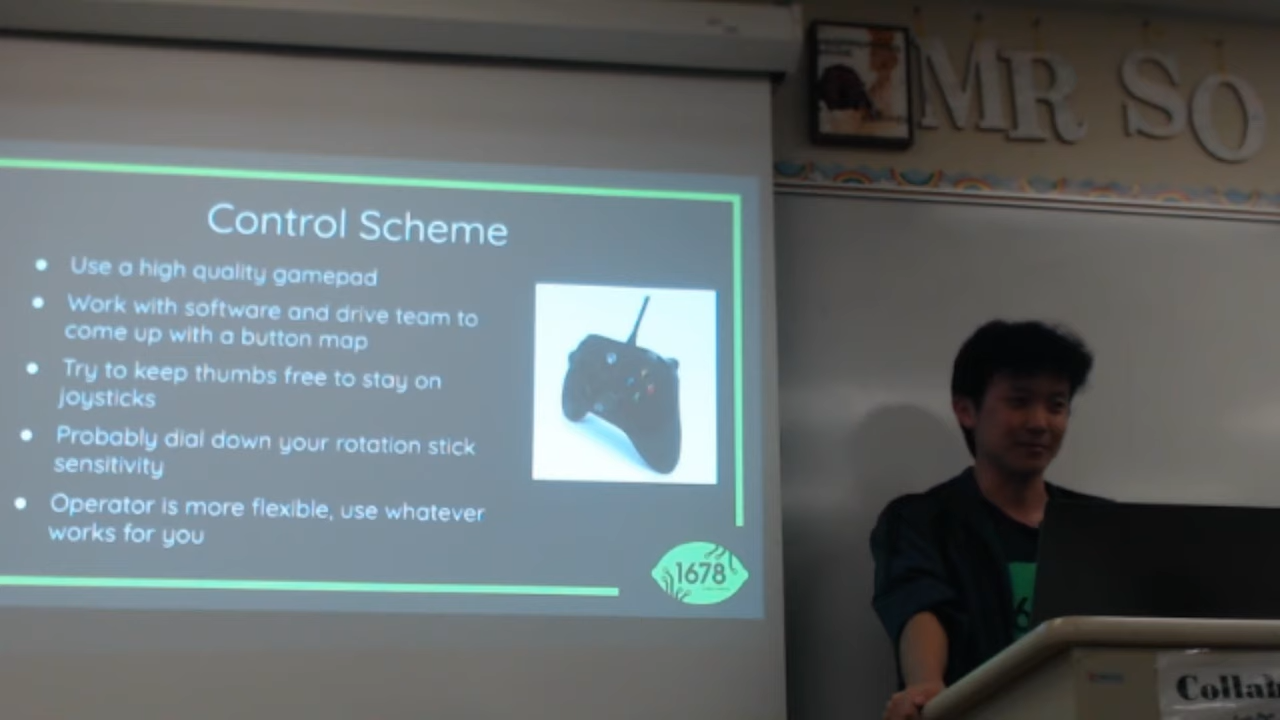 MR SO
Control Scheme
Use a high quality gamepad
Work with software and drive team to
come up with a button map
Try to keep thumbs free to stay on
joysticks
Probably dial down your rotation stick
sensitivity
Operator is more flexible, use whatever
works for you
1678
6
Collab